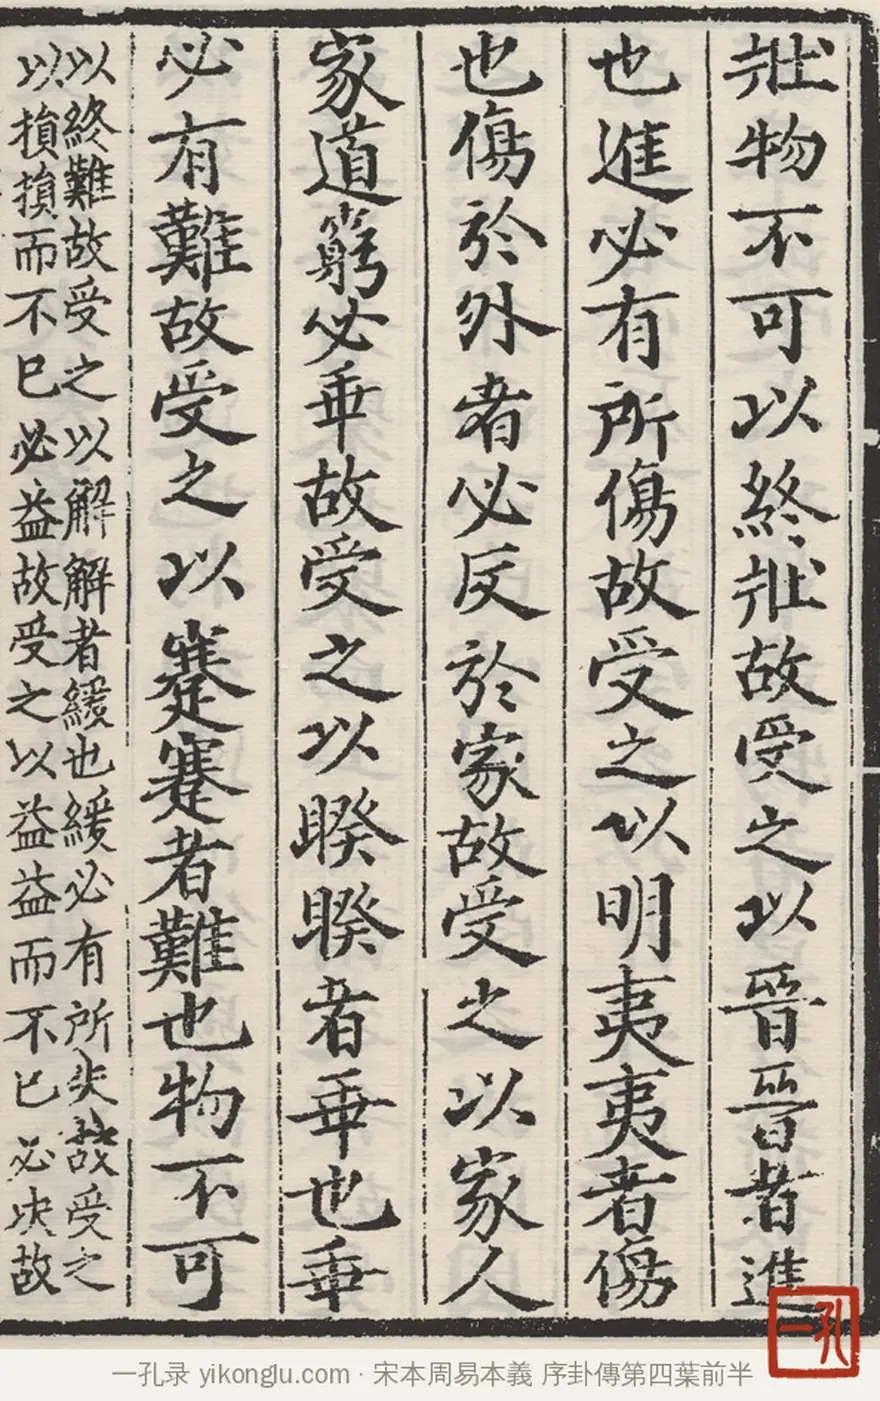 壯物不可以終壯故受之以晉晉者進
也進必有所傷故受之以明夷夷者傷
也傷於外者必反於家故受之以家人
家道窮必乖故受之以睽睽者乖也乖
必有難故受之以蹇蹇者難也物不可
以終難故受之以解解者緩也緩必有所失故受之
以損損而不已必益故受之以益益而不已必決故
一孔
一孔录 yikonglu.com · 宋本周易本義 序卦傳第四葉前半